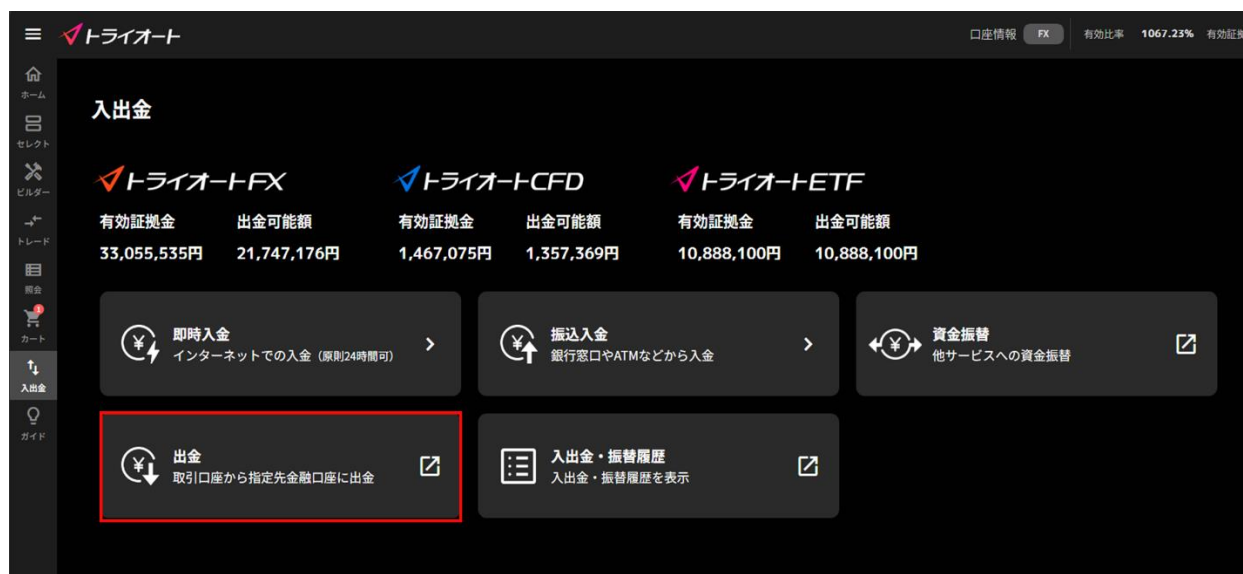 トライオート
口座情報 FX 有効比率 1067.23% 有効証拠
ホーム
セレクト
ビルダー
トレード
照会
1
カート
入出金
ガイド
入出金
トライオートFX
有効証拠金 出金可能額
33,055,535円 21,747,176円
トライオートCFD
有効証拠金 出金可能額
1,467,075円 1,357,369円
トライオートETF
有効証拠金 出金可能額
10,888,100円 10,888,100円
即時入金
インターネットでの入金（原則24時間可）
振込入金
銀行窓口やATMなどから入金
資金振替
他サービスへの資金振替
出金
取引口座から指定先金融口座に出金
入出金・振替履歴
入出金・振替履歴を表示